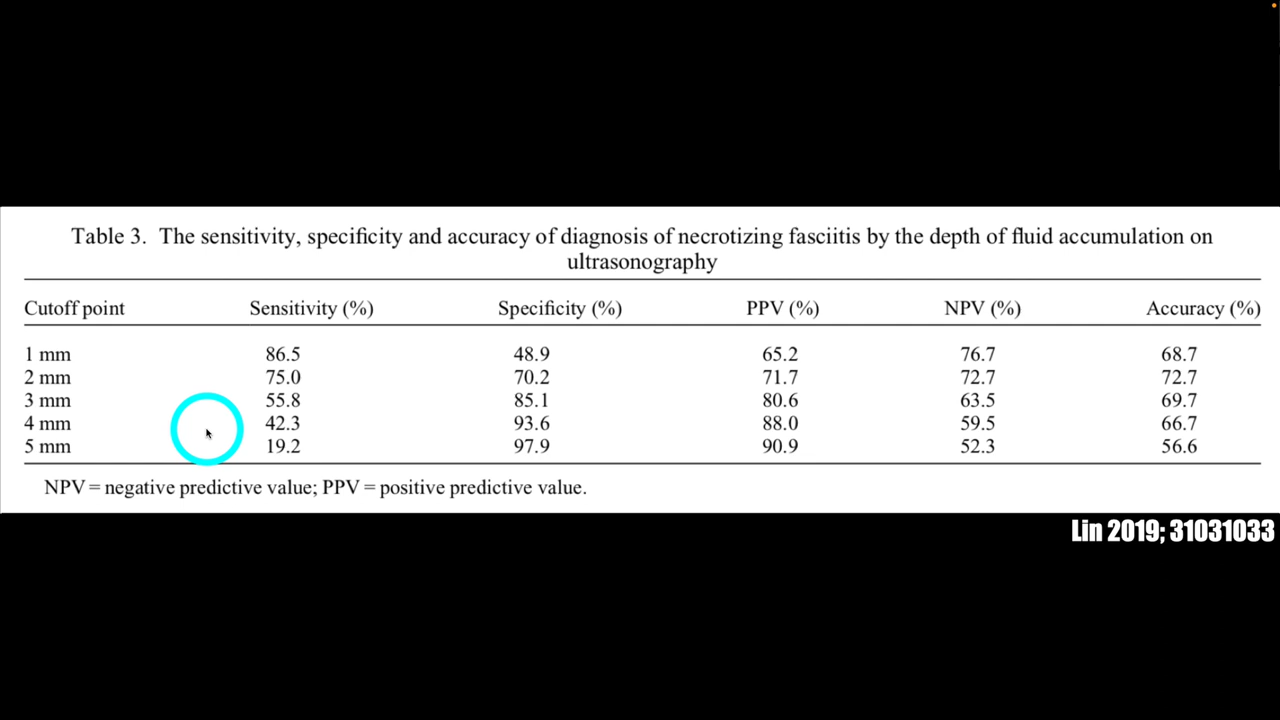 Table 3. The sensitivity, specificity and accuracy of diagnosis of necrotizing fasciitis by the depth of fluid accumulation on
ultrasonography
Cutoff point Sensitivity (%) Specificity (%) PPV (%) NPV (%) Accuracy (%)
1 mm 86.5 48.9 65.2 76.7 68.7
2 mm 75.0 70.2 71.7 72.7 72.7
3 mm 55.8 85.1 80.6 63.5 69.7
4 mm 42.3 93.6 88.0 59.5 66.7
5 mm 19.2 97.9 90.9 52.3 56.6
NPV = negative predictive value; PPV = positive predictive value.
Lin 2019; 31031033